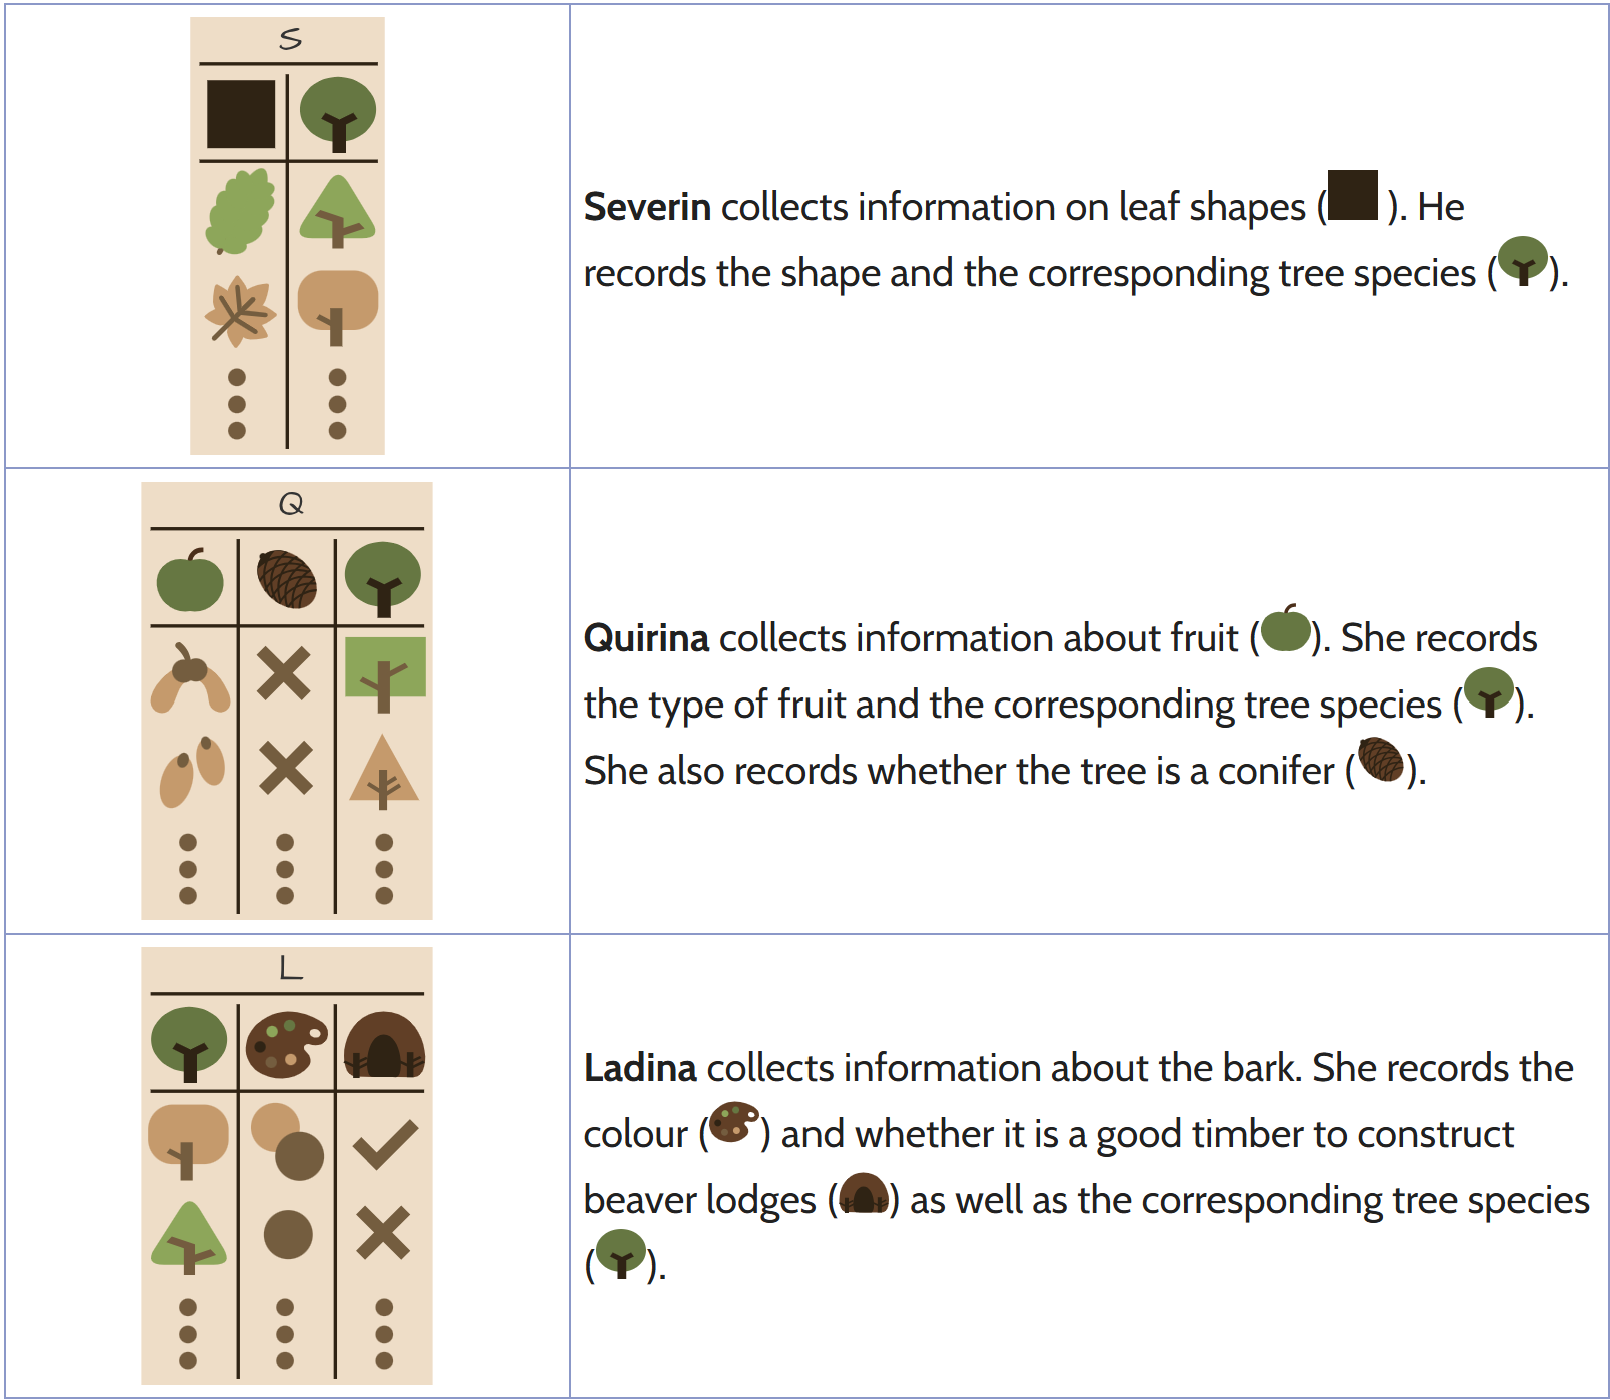 S
Severin collects information on leaf shapes ( ). He
records the shape and the corresponding tree species ( ).
Q
Quirina collects information about fruit ( ). She records
the type of fruit and the corresponding tree species ( ).
She also records whether the tree is a conifer ( ).
L
Ladina collects information about the bark. She records the
colour ( ) and whether it is a good timber to construct
beaver lodges ( ) as well as the corresponding tree species
( ).